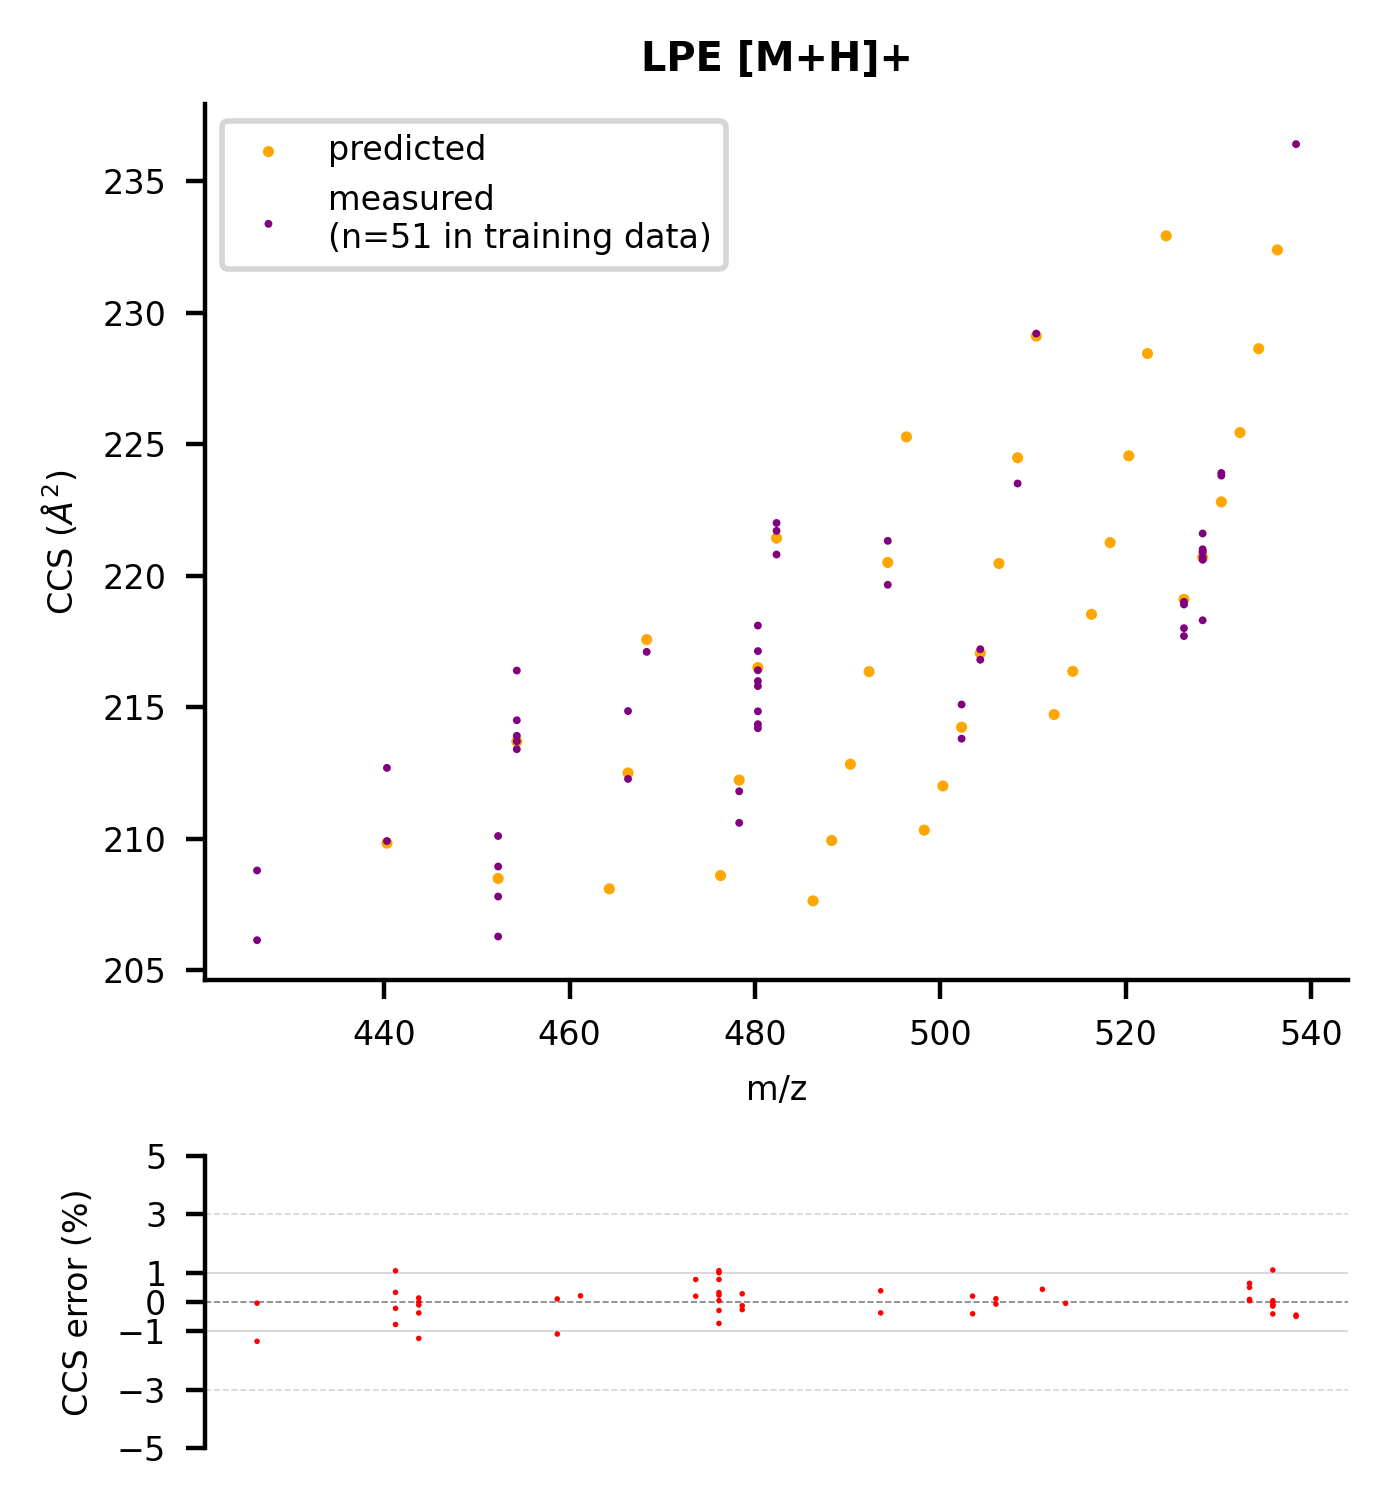 LPE [M+H]+
predicted
measured
(n=51 in training data)
235
230
225
220
215
210
205
CCS (Å²)
440 460 480 500 520 540
m/z
5
3
1
0
−1
−3
−5
CCS error (%)